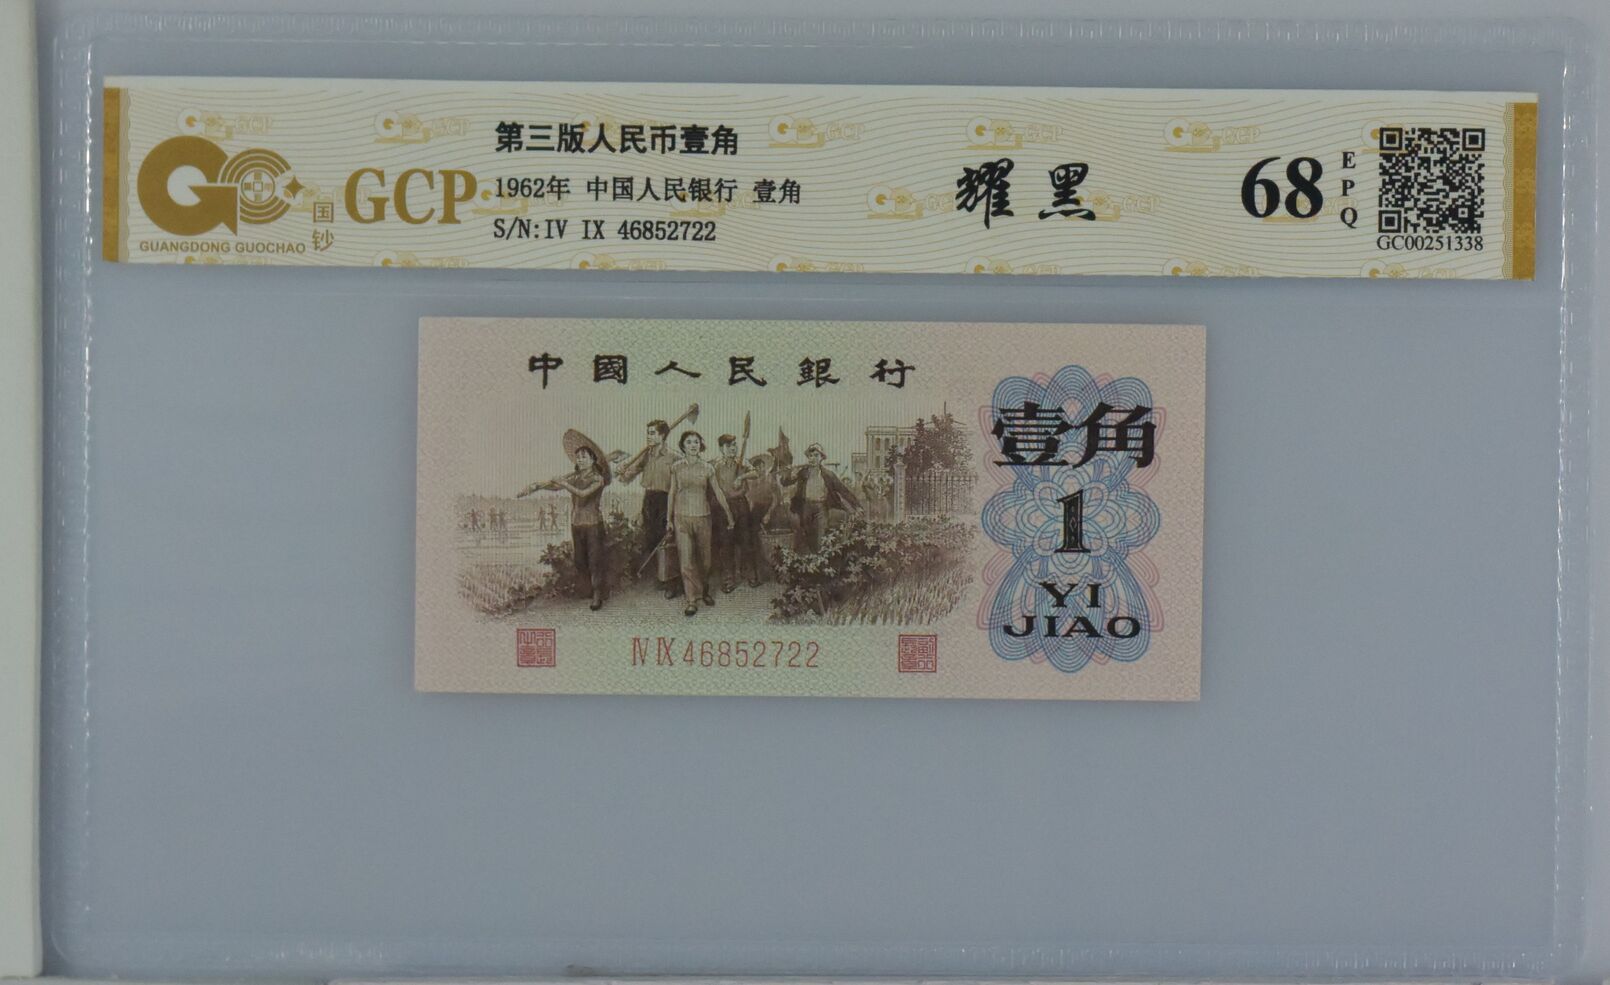 第三版人民币壹角
1962年 中国人民银行 壹角
S/N:IV IX 46852722
GCP
国钞
GUANGDONG GUOCHAO
耀黑
68
EPQ
GC00251338
中國人民銀行
壹角
1
YI
JIAO
Ⅳ Ⅸ 46852722